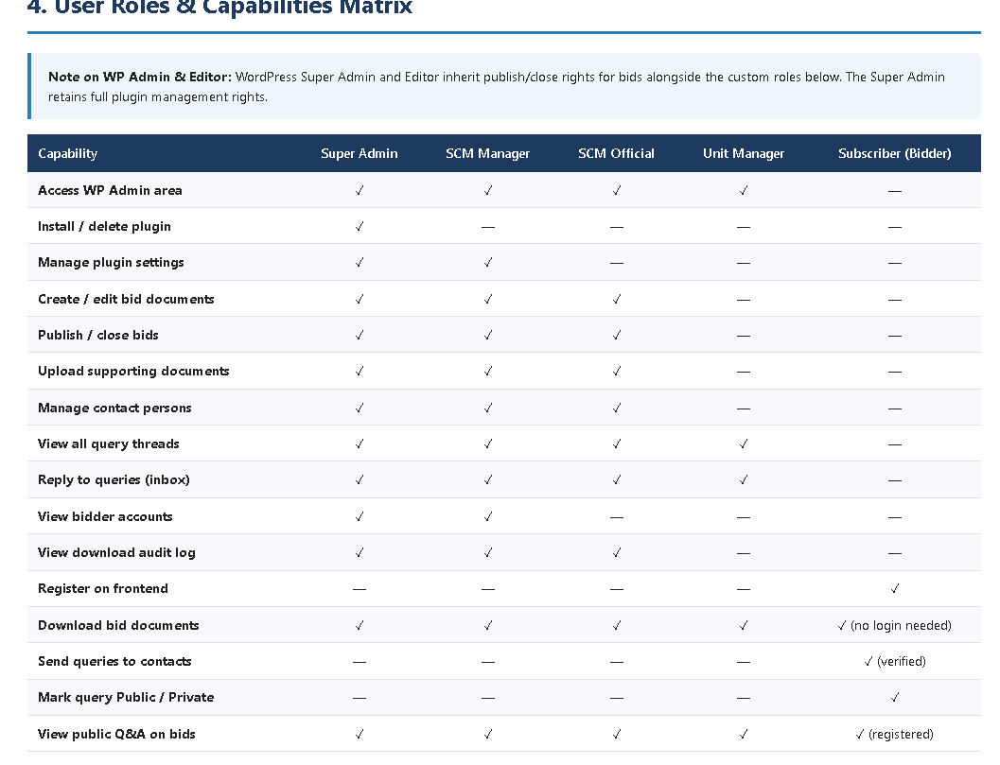 4. User Roles & Capabilities Matrix
Note on WP Admin & Editor: WordPress Super Admin and Editor inherit publish/close rights for bids alongside the custom roles below. The Super Admin
retains full plugin management rights.
Capability Super Admin SCM Manager SCM Official Unit Manager Subscriber (Bidder)
Access WP Admin area ✓ ✓ ✓ ✓ —
Install / delete plugin ✓ — — — —
Manage plugin settings ✓ ✓ — — —
Create / edit bid documents ✓ ✓ ✓ — —
Publish / close bids ✓ ✓ ✓ — —
Upload supporting documents ✓ ✓ ✓ — —
Manage contact persons ✓ ✓ ✓ — —
View all query threads ✓ ✓ ✓ ✓ —
Reply to queries (inbox) ✓ ✓ ✓ ✓ —
View bidder accounts ✓ ✓ — — —
View download audit log ✓ ✓ ✓ — —
Register on frontend — — — — ✓
Download bid documents ✓ ✓ ✓ ✓ ✓ (no login needed)
Send queries to contacts — — — — ✓ (verified)
Mark query Public / Private — — — — ✓
View public Q&A on bids ✓ ✓ ✓ ✓ ✓ (registered)